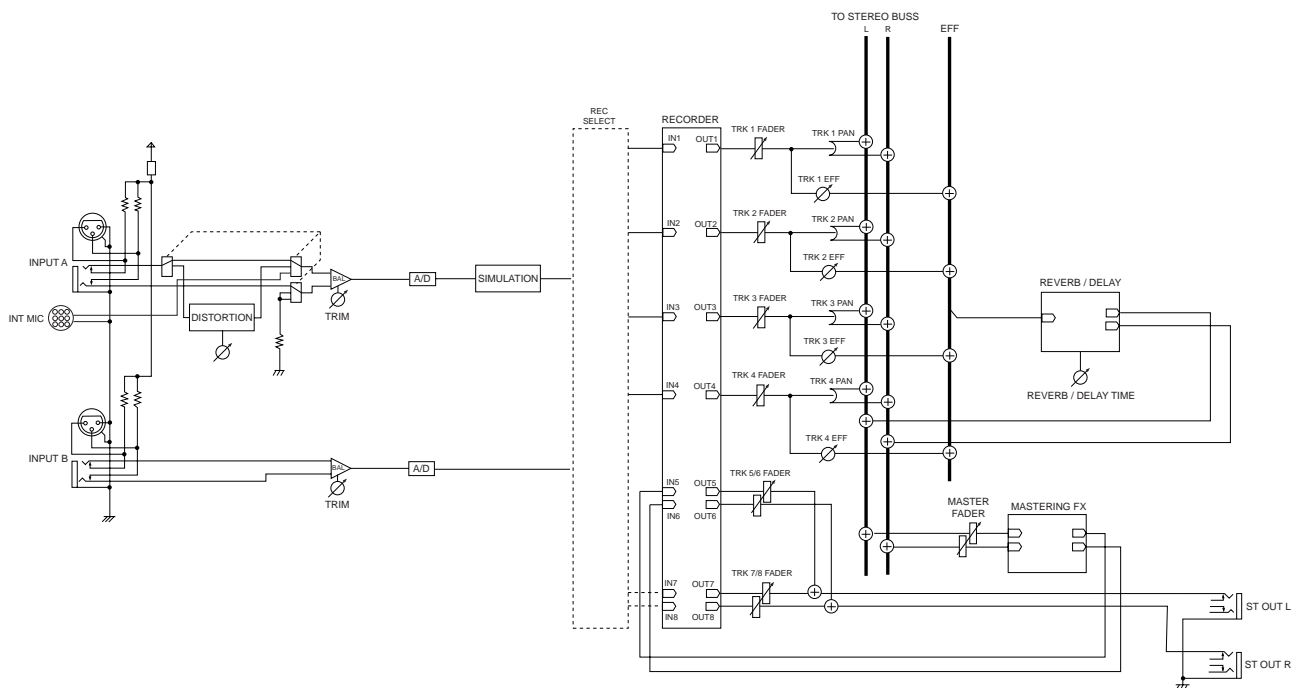 TO STEREO BUSS
L R EFF
REC
SELECT
RECORDER
TRK 1 FADER
TRK 1 PAN
IN1 OUT1
TRK 1 EFF
TRK 2 FADER
TRK 2 PAN
IN2 OUT2
TRK 2 EFF
INPUT A
BAL
A/D
SIMULATION
INT MIC
DISTORTION
TRIM
TRK 3 FADER
TRK 3 PAN
IN3 OUT3
TRK 3 EFF
REVERB / DELAY
REVERB / DELAY TIME
TRK 4 FADER
TRK 4 PAN
IN4 OUT4
TRK 4 EFF
INPUT B
BAL
A/D
TRIM
TRK 5/6 FADER
IN5 OUT5
IN6 OUT6
MASTER
FADER
MASTERING FX
TRK 7/8 FADER
IN7 OUT7
IN8 OUT8
ST OUT L
ST OUT R